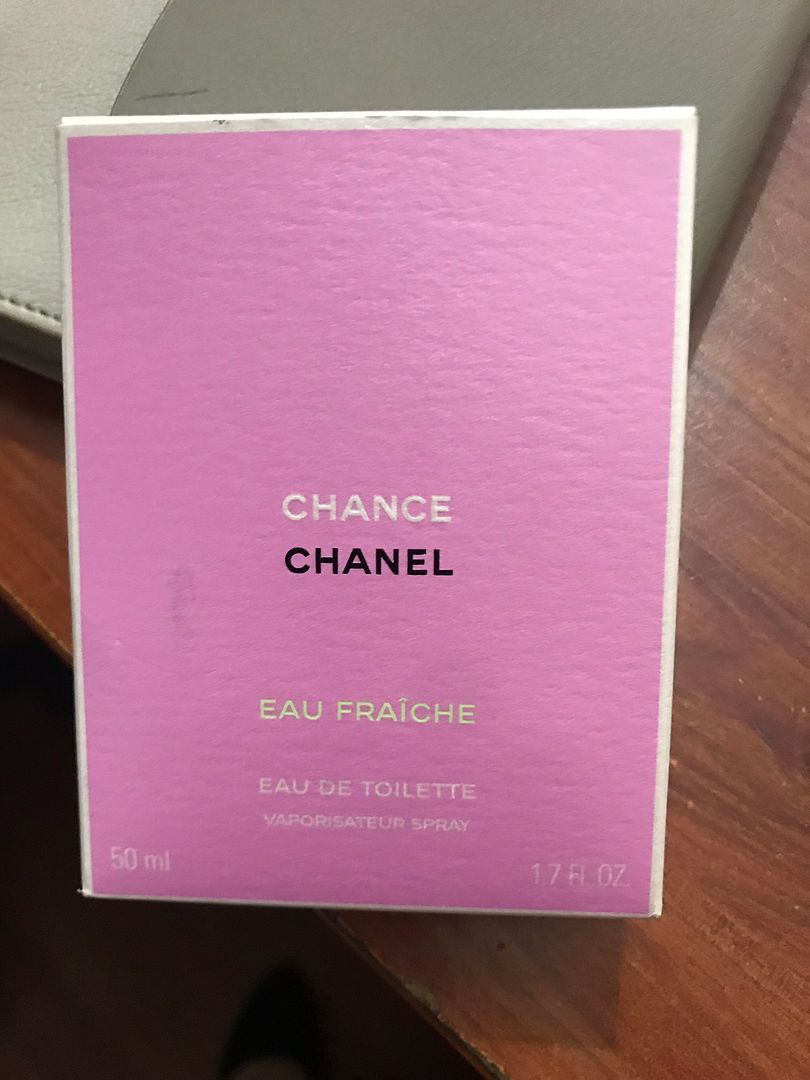 CHANCE
CHANEL
EAU FRAÎCHE
EAU DE TOILETTE
VAPORISATEUR SPRAY
50 ml 1.7 FL.OZ.